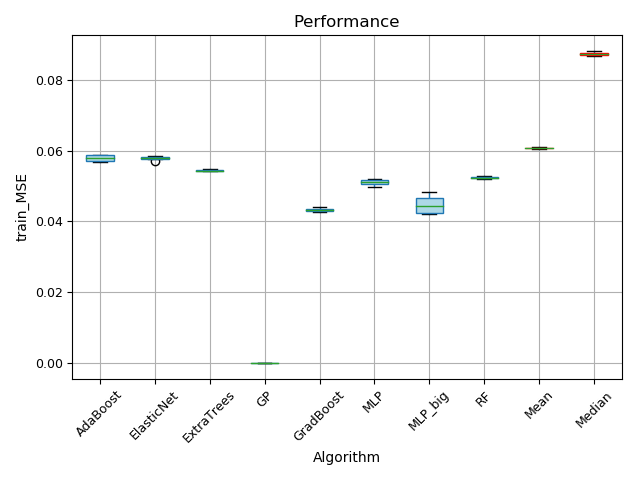 Performance
train_MSE
0.08
0.06
0.04
0.02
0.00
AdaBoost
ElasticNet
ExtraTrees
GP
GradBoost
MLP
MLP_big
RF
Mean
Median
Algorithm